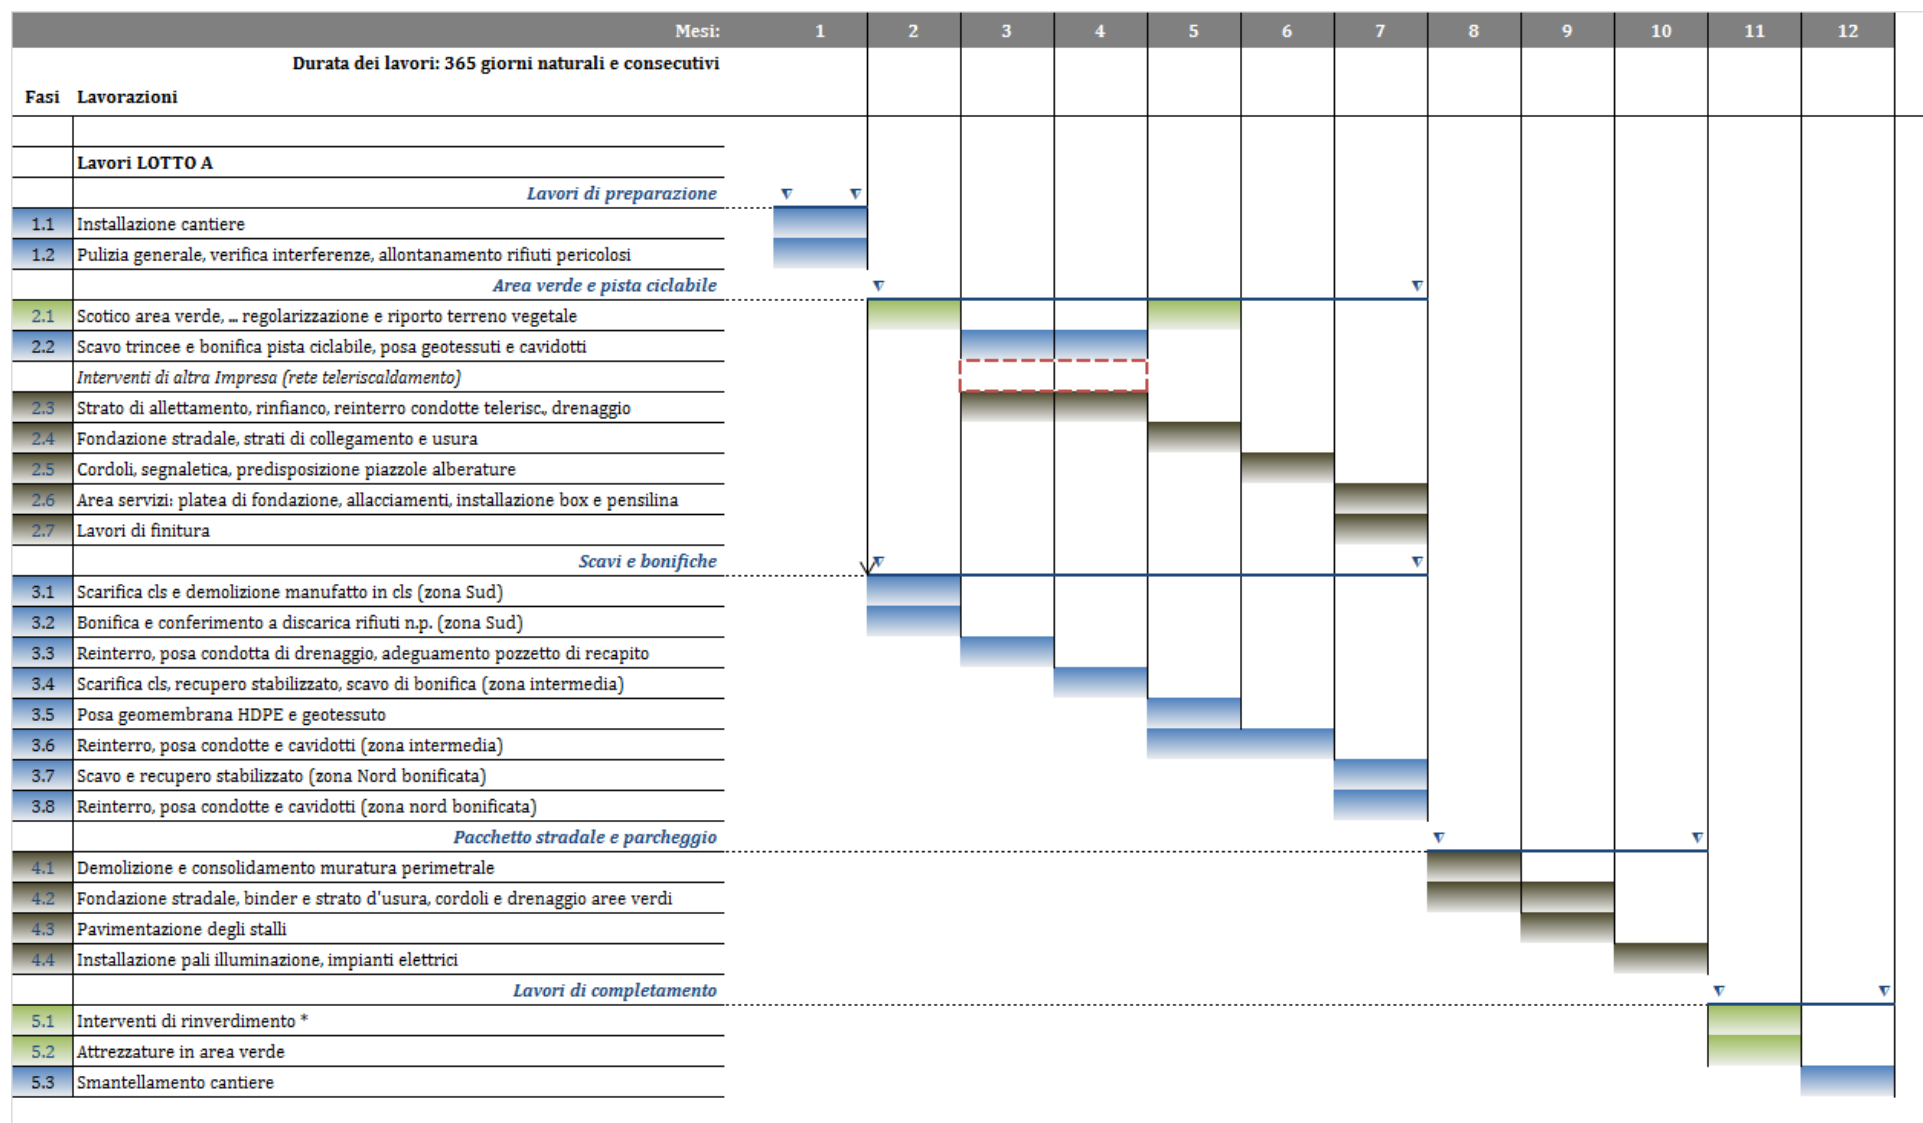 Mesi: 1 2 3 4 5 6 7 8 9 10 11 12
Durata dei lavori: 365 giorni naturali e consecutivi
Fasi Lavorazioni
Lavori LOTTO A
Lavori di preparazione
1.1 Installazione cantiere
1.2 Pulizia generale, verifica interferenze, allontanamento rifiuti pericolosi
Area verde e pista ciclabile
2.1 Scotico area verde, ... regolarizzazione e riporto terreno vegetale
2.2 Scavo trincee e bonifica pista ciclabile, posa geotessuti e cavidotti
Interventi di altra Impresa (rete teleriscaldamento)
2.3 Strato di allettamento, rinfianco, reinterro condotte telerisc., drenaggio
2.4 Fondazione stradale, strati di collegamento e usura
2.5 Cordoli, segnaletica, predisposizione piazzole alberature
2.6 Area servizi: platea di fondazione, allacciamenti, installazione box e pensilina
2.7 Lavori di finitura
Scavi e bonifiche
3.1 Scarifica cls e demolizione manufatto in cls (zona Sud)
3.2 Bonifica e conferimento a discarica rifiuti n.p. (zona Sud)
3.3 Reinterro, posa condotta di drenaggio, adeguamento pozzetto di recapito
3.4 Scarifica cls, recupero stabilizzato, scavo di bonifica (zona intermedia)
3.5 Posa geomembrana HDPE e geotessuto
3.6 Reinterro, posa condotte e cavidotti (zona intermedia)
3.7 Scavo e recupero stabilizzato (zona Nord bonificata)
3.8 Reinterro, posa condotte e cavidotti (zona nord bonificata)
Pacchetto stradale e parcheggio
4.1 Demolizione e consolidamento muratura perimetrale
4.2 Fondazione stradale, binder e strato d'usura, cordoli e drenaggio aree verdi
4.3 Pavimentazione degli stalli
4.4 Installazione pali illuminazione, impianti elettrici
Lavori di completamento
5.1 Interventi di rinverdimento *
5.2 Attrezzature in area verde
5.3 Smantellamento cantiere